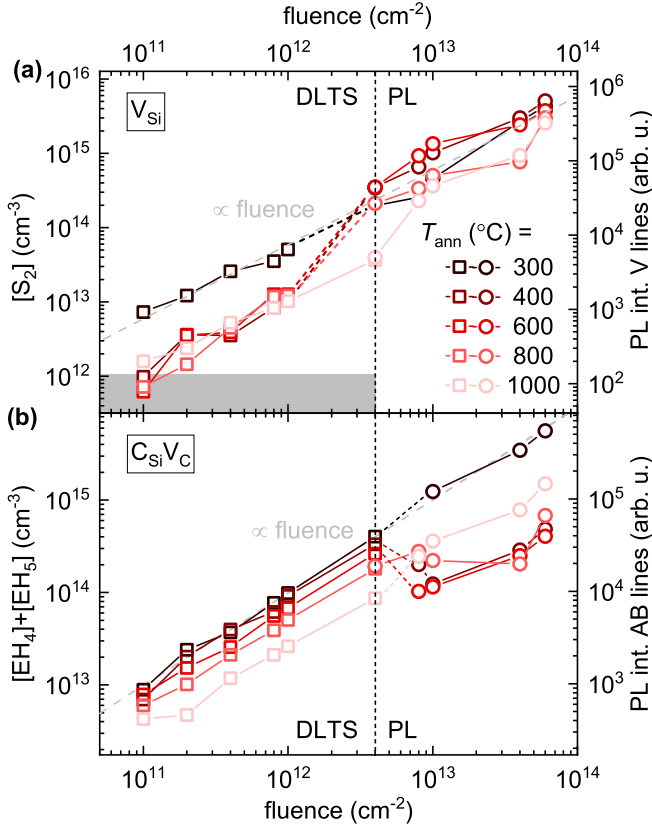 fluence (cm⁻²)
10¹¹ 10¹² 10¹³ 10¹⁴
(a)
10¹⁶
10¹⁵
10¹⁴
10¹³
10¹²
[S₂] (cm⁻³)
V_Si
DLTS PL
∝ fluence
10⁶
10⁵
10⁴
10³
10²
PL int. V lines (arb. u.)
T_ann (°C) =
300
400
600
800
1000
(b)
10¹⁵
10¹⁴
10¹³
[EH₄]+[EH₅] (cm⁻³)
C_SiV_C
∝ fluence
DLTS PL
10⁵
10⁴
10³
PL int. AB lines (arb. u.)
10¹¹ 10¹² 10¹³ 10¹⁴
fluence (cm⁻²)